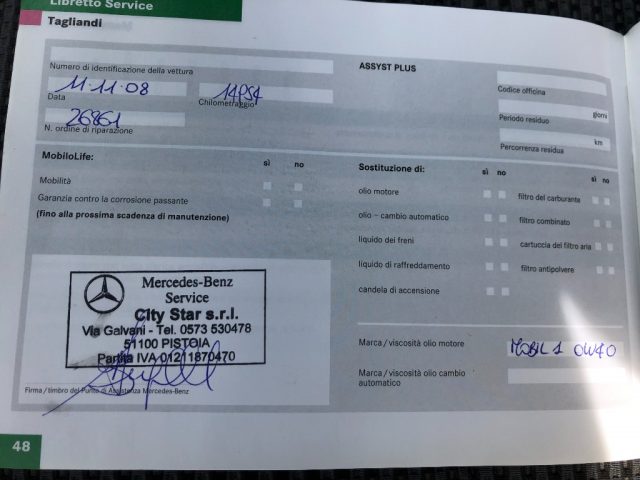 Libretto Service
Tagliandi
Numero di identificazione della vettura
11.11.08
Data
Chilometraggio
26861
N. ordine di riparazione
ASSYST PLUS
Codice officina
giorni
Periodo residuo
km
Percorrenza residua
MobiloLife:
sì no
Mobilità
Garanzia contro la corrosione passante
(fino alla prossima scadenza di manutenzione)
Sostituzione di:
sì no
sì no
olio motore
filtro del carburante
olio – cambio automatico
filtro combinato
liquido dei freni
cartuccia del filtro aria
liquido di raffreddamento
filtro antipolvere
candela di accensione
Mercedes-Benz
Service
City Star s.r.l.
Via Galvani - Tel. 0573 530478
51100 PISTOIA
Partita IVA 01211870470
Firma / timbro del Punto di Assistenza Mercedes-Benz
Marca / viscosità olio motore
MOBIL 1 0W40
Marca / viscosità olio cambio
automatico
48